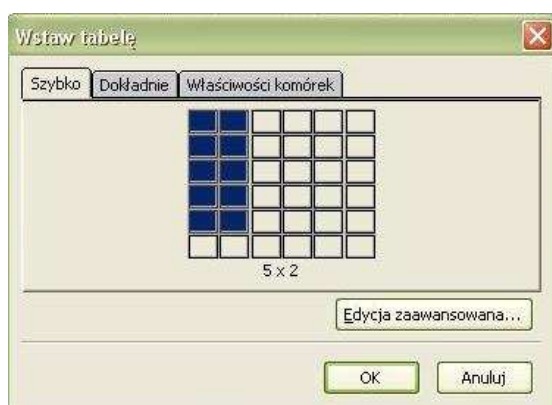 Wstaw tabelę
Szybko Dokładnie Właściwości komórek
5 x 2
Edycja zaawansowana...
OK Anuluj